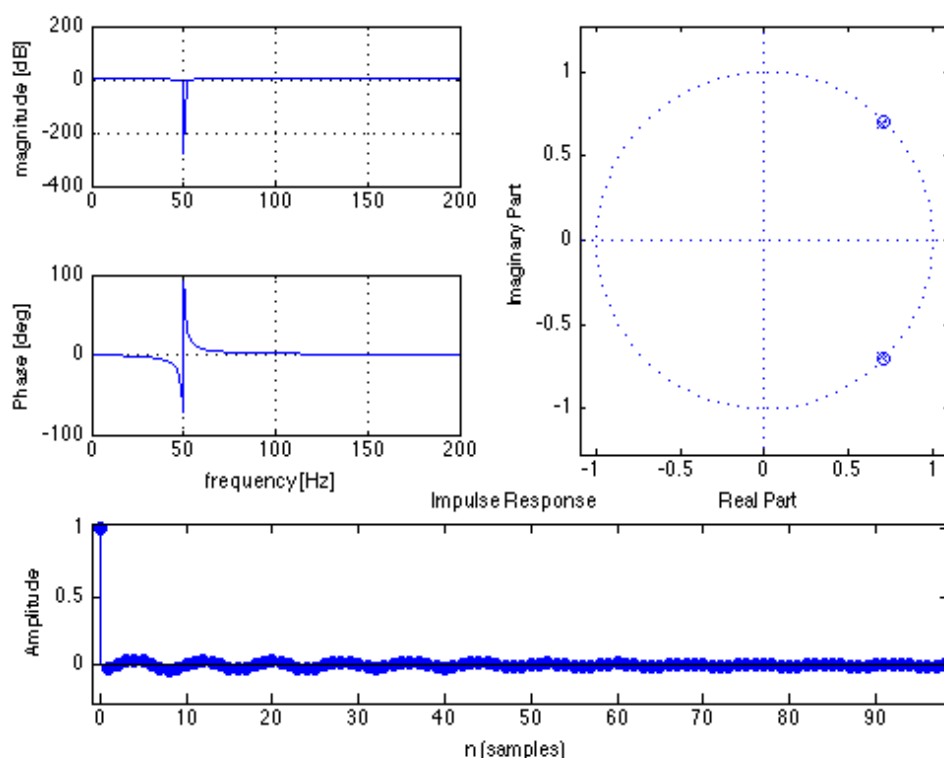 200
0
-200
-400
magnitude [dB]
0 50 100 150 200
100
0
-100
Phase [deg]
0 50 100 150 200
frequency [Hz]
1
0.5
0
-0.5
-1
Imaginary Part
-1 -0.5 0 0.5 1
Real Part
Impulse Response
1
0.5
0
Amplitude
0 10 20 30 40 50 60 70 80 90
n (samples)